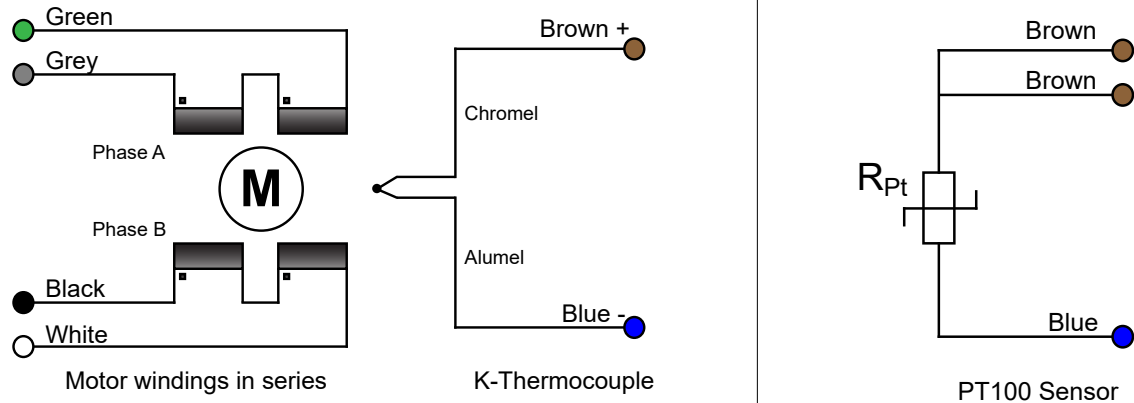 Green
Grey
Phase A
M
Phase B
Black
White
Motor windings in series
Brown +
Chromel
Alumel
Blue -
K-Thermocouple
Brown
Brown
RPt
Blue
PT100 Sensor